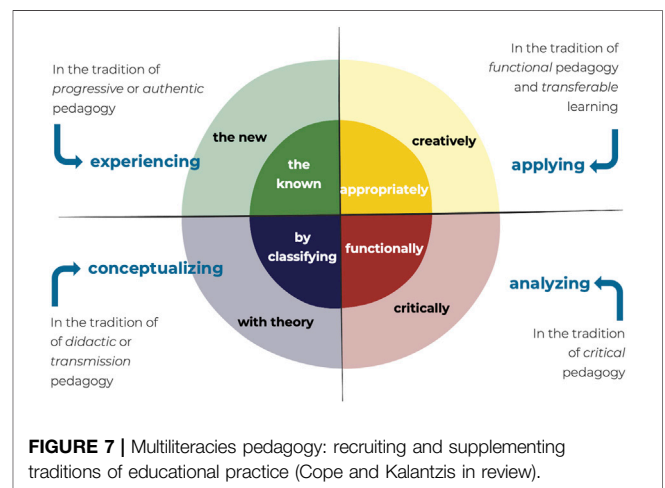 In the tradition of
progressive or authentic
pedagogy
experiencing
the new
the
known
In the tradition of
functional pedagogy
and transferable
learning
creatively
applying
appropriately
by
classifying
functionally
conceptualizing
with theory
In the tradition of
of didactic or
transmission
pedagogy
analyzing
critically
In the tradition
of critical
pedagogy
FIGURE 7 | Multiliteracies pedagogy: recruiting and supplementing
traditions of educational practice (Cope and Kalantzis in review).